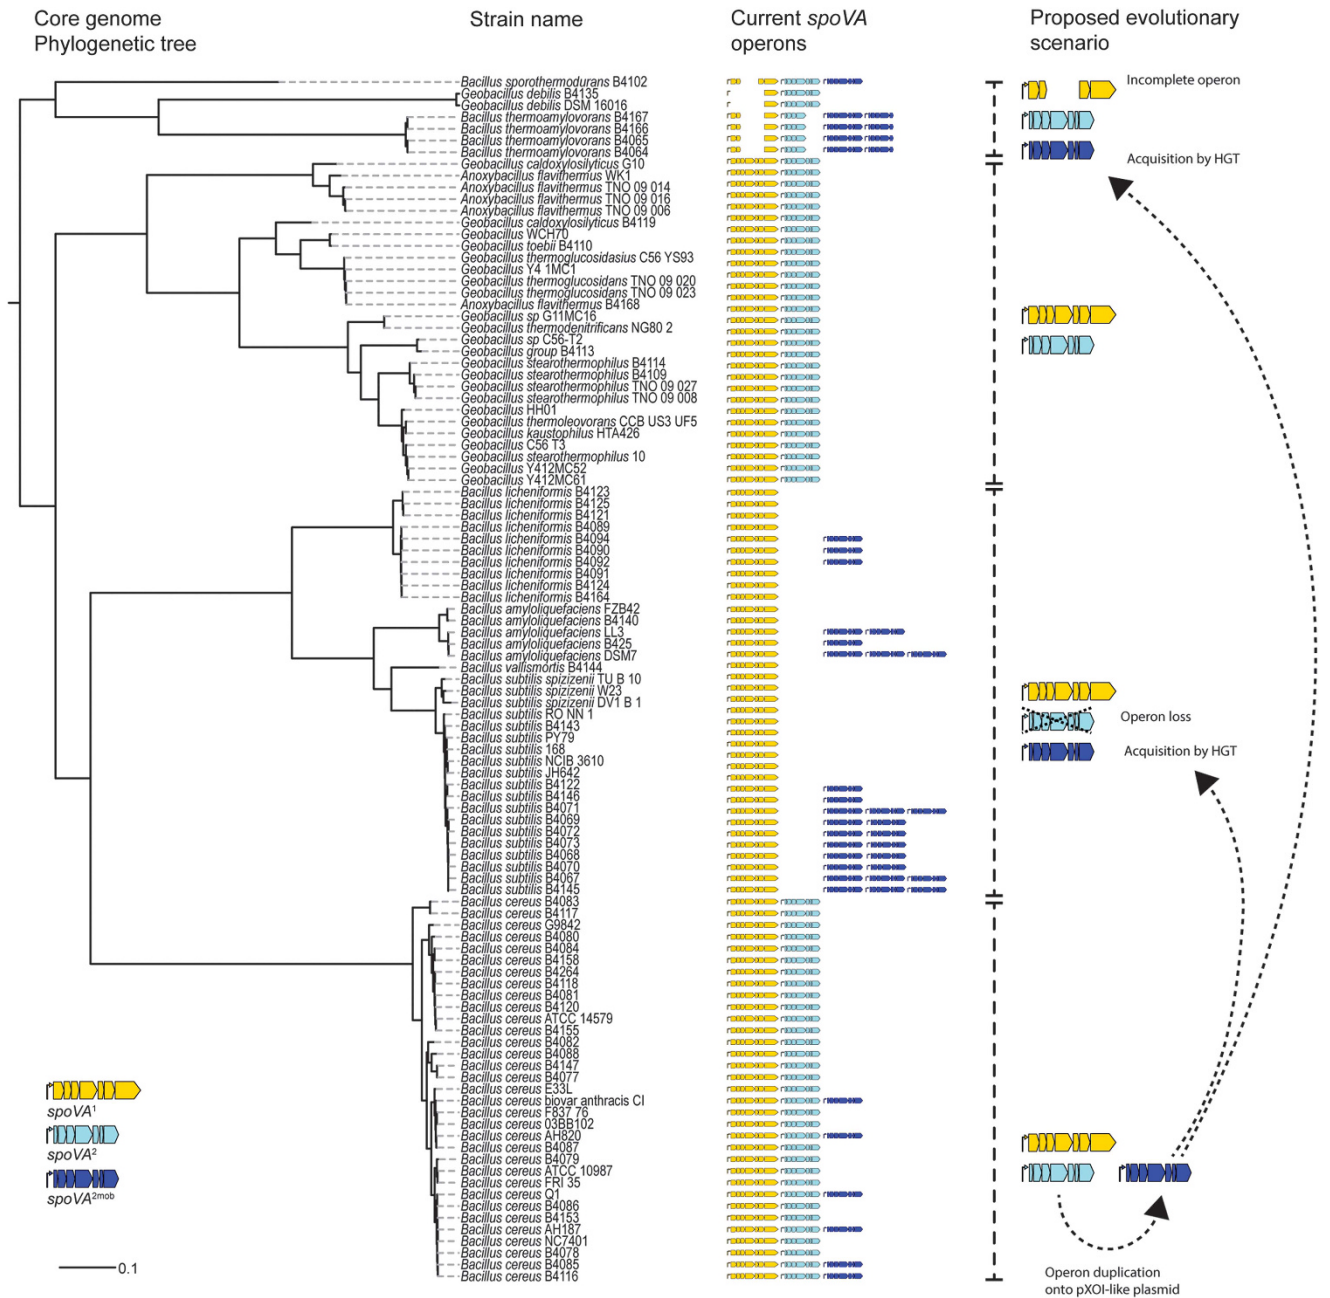 Core genome
Phylogenetic tree
Strain name
Current spoVA
operons
Proposed evolutionary
scenario
Bacillus sporothermodurans B4102
Geobacillus debilis B4135
Geobacillus debilis DSM 16016
Bacillus thermoamylovorans B4167
Bacillus thermoamylovorans B4166
Bacillus thermoamylovorans B4065
Bacillus thermoamylovorans B4064
Geobacillus caldoxylosilyticus G10
Anoxybacillus flavithermus WK1
Anoxybacillus flavithermus TNO 09 014
Anoxybacillus flavithermus TNO 09 016
Anoxybacillus flavithermus TNO 09 006
Geobacillus caldoxylosilyticus B4119
Geobacillus WCH70
Geobacillus toebii B4110
Geobacillus thermoglucosidasius C56 YS93
Geobacillus Y4 1MC1
Geobacillus thermoglucosidans TNO 09 020
Geobacillus thermoglucosidans TNO 09 023
Anoxybacillus flavithermus B4168
Geobacillus sp G11MC16
Geobacillus thermodenitrificans NG80 2
Geobacillus sp C56-T2
Geobacillus group B4113
Geobacillus stearothermophilus B4114
Geobacillus stearothermophilus B4109
Geobacillus stearothermophilus TNO 09 027
Geobacillus stearothermophilus TNO 09 008
Geobacillus HH01
Geobacillus thermoleovorans CCB US3 UF5
Geobacillus kaustophilus HTA426
Geobacillus C56 T3
Geobacillus stearothermophilus 10
Geobacillus Y412MC52
Geobacillus Y412MC61
Bacillus licheniformis B4123
Bacillus licheniformis B4125
Bacillus licheniformis B4121
Bacillus licheniformis B4089
Bacillus licheniformis B4094
Bacillus licheniformis B4090
Bacillus licheniformis B4092
Bacillus licheniformis B4091
Bacillus licheniformis B4124
Bacillus licheniformis B4164
Bacillus amyloliquefaciens FZB42
Bacillus amyloliquefaciens B4140
Bacillus amyloliquefaciens LL3
Bacillus amyloliquefaciens B425
Bacillus amyloliquefaciens DSM7
Bacillus vallismortis B4144
Bacillus subtilis spizizenii TU B 10
Bacillus subtilis spizizenii W23
Bacillus subtilis spizizenii DV1 B 1
Bacillus subtilis RO NN 1
Bacillus subtilis B4143
Bacillus subtilis PY79
Bacillus subtilis 168
Bacillus subtilis NCIB 3610
Bacillus subtilis JH642
Bacillus subtilis B4122
Bacillus subtilis B4146
Bacillus subtilis B4071
Bacillus subtilis B4069
Bacillus subtilis B4072
Bacillus subtilis B4073
Bacillus subtilis B4068
Bacillus subtilis B4070
Bacillus subtilis B4067
Bacillus subtilis B4145
Bacillus cereus B4083
Bacillus cereus B4117
Bacillus cereus G9842
Bacillus cereus B4080
Bacillus cereus B4084
Bacillus cereus B4158
Bacillus cereus B4264
Bacillus cereus B4118
Bacillus cereus B4081
Bacillus cereus B4120
Bacillus cereus ATCC 14579
Bacillus cereus B4155
Bacillus cereus B4082
Bacillus cereus B4088
Bacillus cereus B4147
Bacillus cereus B4077
Bacillus cereus E33L
Bacillus cereus biovar anthracis CI
Bacillus cereus F837 76
Bacillus cereus 03BB102
Bacillus cereus AH820
Bacillus cereus B4087
Bacillus cereus B4079
Bacillus cereus ATCC 10987
Bacillus cereus FRI 35
Bacillus cereus Q1
Bacillus cereus B4086
Bacillus cereus B4153
Bacillus cereus AH187
Bacillus cereus NC7401
Bacillus cereus B4078
Bacillus cereus B4085
Bacillus cereus B4116
Incomplete operon
Acquisition by HGT
Operon loss
Acquisition by HGT
Operon duplication
onto pXOI-like plasmid
spoVA1
spoVA2
spoVA2mob
0.1